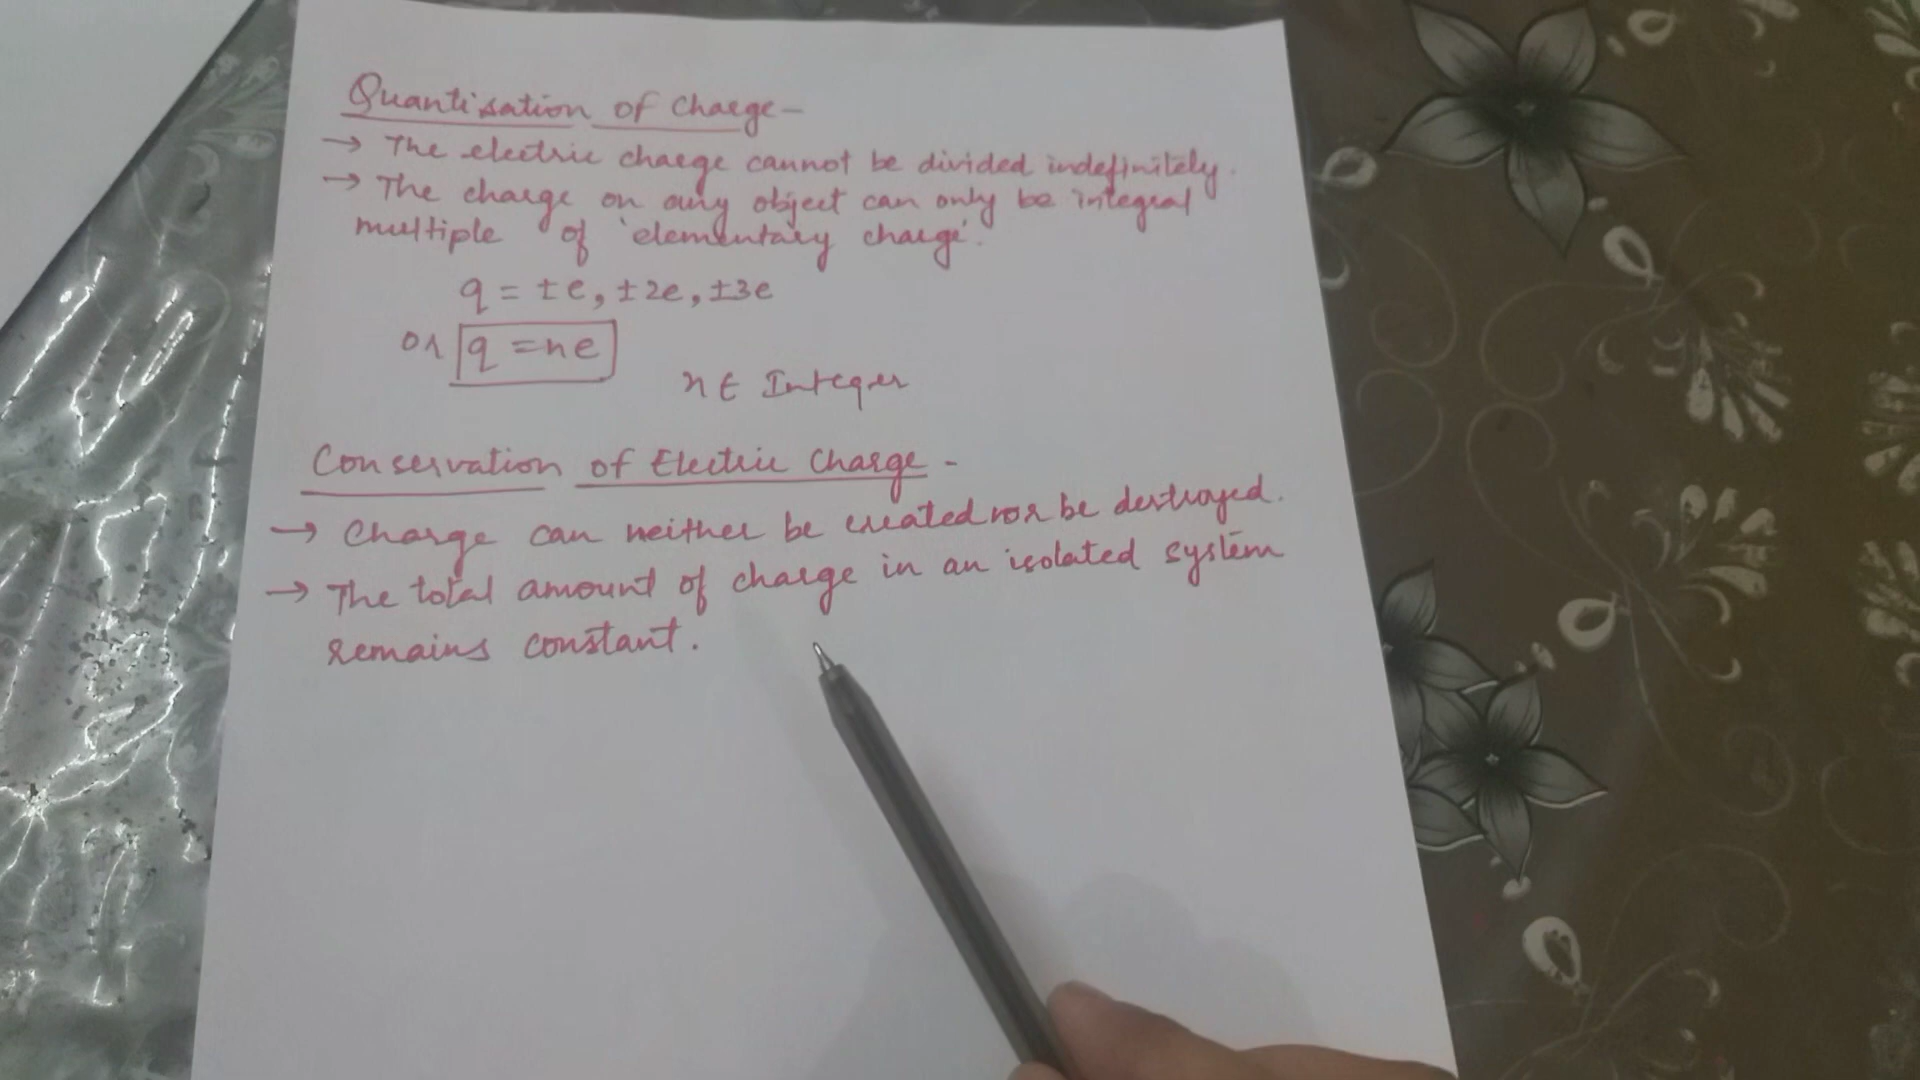 Quantisation of Charge-
→ The electric charge cannot be divided indefinitely.
→ The charge on any object can only be integral
multiple of 'elementary charge'.
q = ±e, ±2e, ±3e
or q = ne
n ∈ Integer
Conservation of Electric Charge -
→ Charge can neither be created nor be destroyed.
→ The total amount of charge in an isolated system
remains constant.